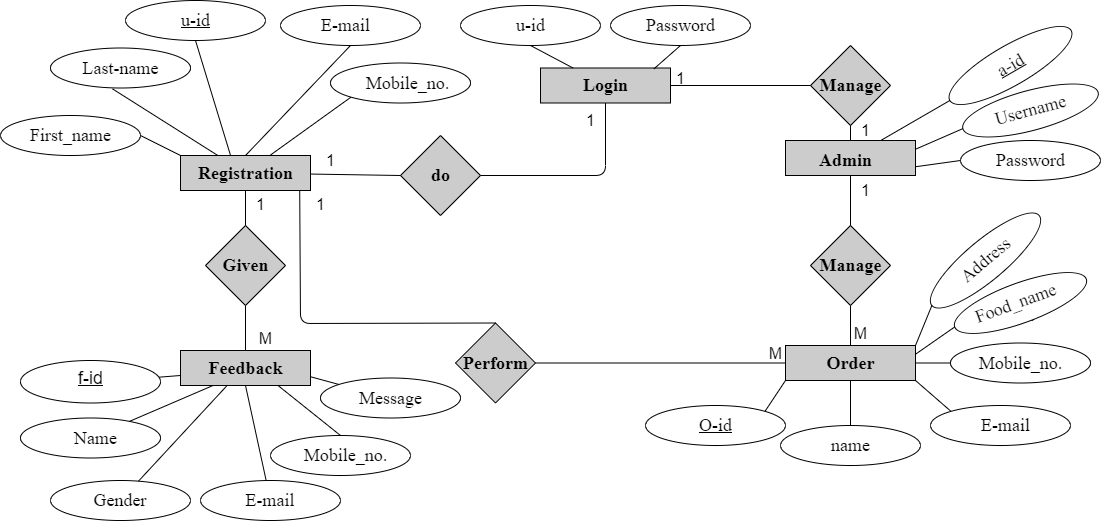 u-id
E-mail
u-id
Password
Last-name
Mobile_no.
Login
1
Manage
a-id
Username
First_name
1
1
Registration
1
do
Admin
Password
1
1
1
Given
Manage
Address
Food_name
M
M
Feedback
Perform
M
Order
Mobile_no.
f-id
Message
Name
O-id
name
E-mail
Mobile_no.
Gender
E-mail